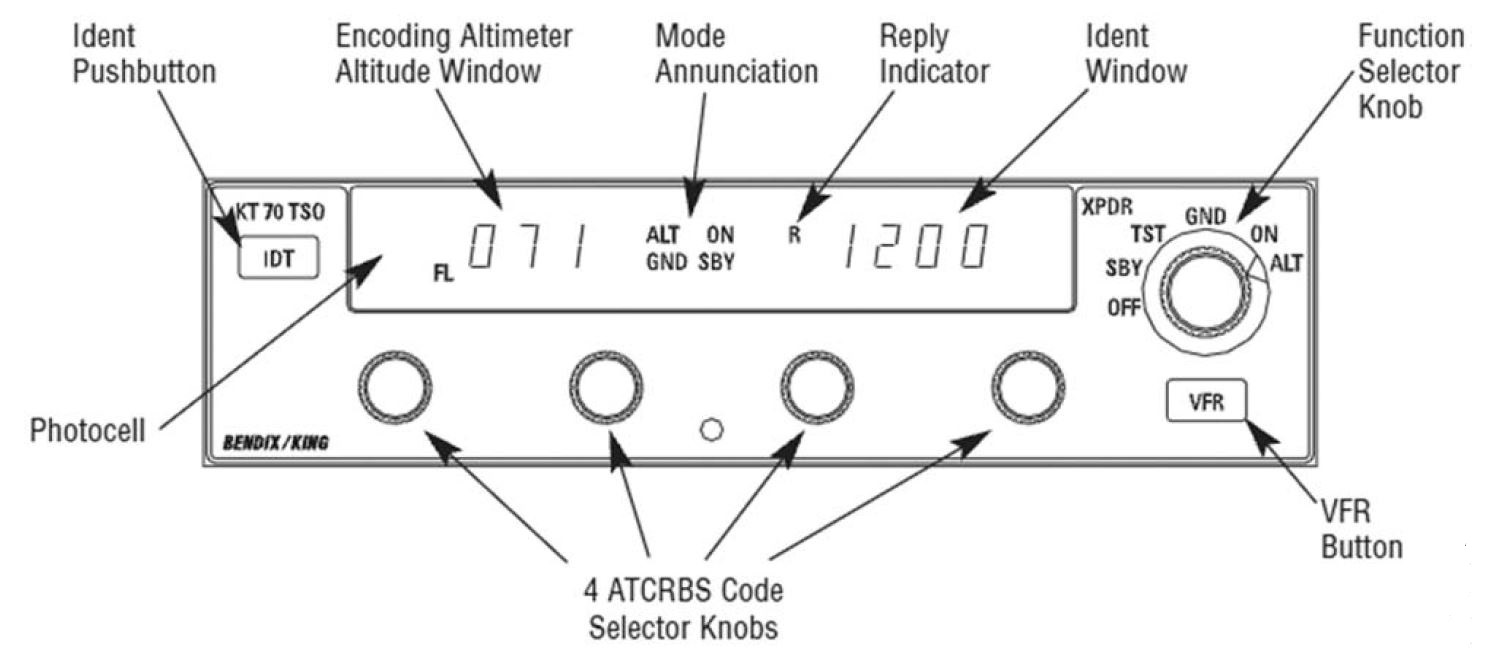 Ident
Pushbutton
Encoding Altimeter
Altitude Window
Mode
Annunciation
Reply
Indicator
Ident
Window
Function
Selector
Knob
KT 70 TSO
IDT
FL
071
ALT ON
GND SBY
R
1200
XPDR
GND
TST
ON
SBY
ALT
OFF
VFR
Photocell
BENDIX/KING
4 ATCRBS Code
Selector Knobs
VFR
Button